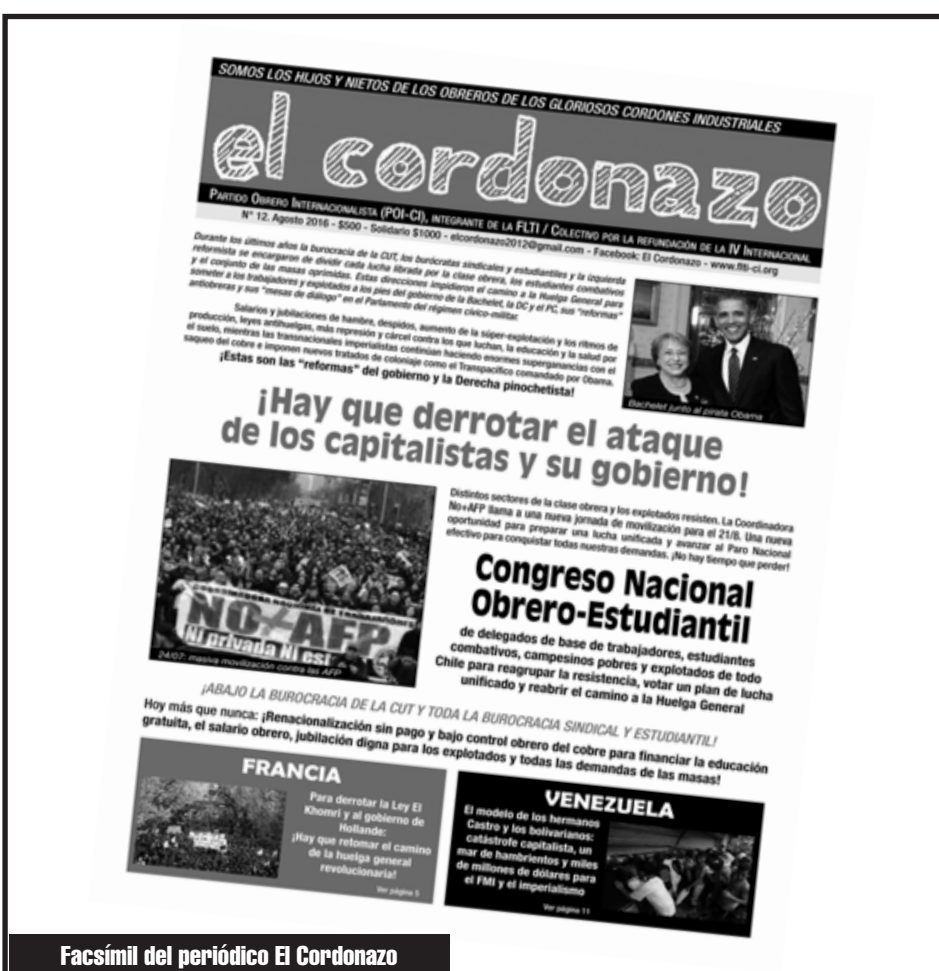 SOMOS LOS HIJOS Y NIETOS DE LOS OBREROS DE LOS GLORIOSOS CORDONES INDUSTRIALES
el cordonazo
PARTIDO OBRERO INTERNACIONALISTA (POI-CI), INTEGRANTE DE LA FLTI / COLECTIVO POR LA REFUNDACIÓN DE LA IV INTERNACIONAL
N° 12. Agosto 2016 - $500 - Solidario $1000 - elcordonazo2012@gmail.com - Facebook: El Cordonazo - www.flti-ci.org
Durante los últimos años la burocracia de la CUT, los burócratas sindicales y estudiantiles y la izquierda
reformista se encargaron de dividir cada lucha librada por la clase obrera, los estudiantes combativos
y el conjunto de las masas oprimidas. Estas direcciones impidieron el camino a la Huelga General para
someter a los trabajadores y explotados a los pies del gobierno de la Bachelet, la DC y el PC, sus "reformas"
antiobreras y sus "mesas de diálogo" en el Parlamento del régimen cívico-militar.
Salarios y jubilaciones de hambre, despidos, aumento de la súper-explotación y los ritmos de
producción, leyes antihuelgas, más represión y cárcel contra los que luchan, la educación y la salud por
el suelo, mientras las transnacionales imperialistas continúan haciendo enormes superganancias con el
saqueo del cobre e imponen nuevos tratados de coloniaje como el Transpacífico comandado por Obama.
¡Estas son las "reformas" del gobierno y la Derecha pinochetista!
Bachelet junto al pirata Obama
¡Hay que derrotar el ataque
de los capitalistas y su gobierno!
24/07: masiva movilización contra las AFP
NO+AFP
Ni privada Ni est
Distintos sectores de la clase obrera y los explotados resisten. La Coordinadora
No+AFP llama a una nueva jornada de movilización para el 21/8. Una nueva
oportunidad para preparar una lucha unificada y avanzar al Paro Nacional
efectivo para conquistar todas nuestras demandas. ¡No hay tiempo que perder!
Congreso Nacional
Obrero-Estudiantil
de delegados de base de trabajadores, estudiantes
combativos, campesinos pobres y explotados de todo
Chile para reagrupar la resistencia, votar un plan de lucha
unificado y reabrir el camino a la Huelga General
¡ABAJO LA BUROCRACIA DE LA CUT Y TODA LA BUROCRACIA SINDICAL Y ESTUDIANTIL!
Hoy más que nunca: ¡Renacionalización sin pago y bajo control obrero del cobre para financiar la educación
gratuita, el salario obrero, jubilación digna para los explotados y todas las demandas de las masas!
FRANCIA
Para derrotar la Ley El
Khomri y al gobierno de
Hollande:
¡Hay que retomar el camino
de la huelga general
revolucionaria!
Ver página 5
VENEZUELA
El modelo de los hermanos
Castro y los bolivarianos:
catástrofe capitalista, un
mar de hambrientos y miles
de millones de dólares para
el FMI y el imperialismo
Ver página 11
Facsímil del periódico El Cordonazo